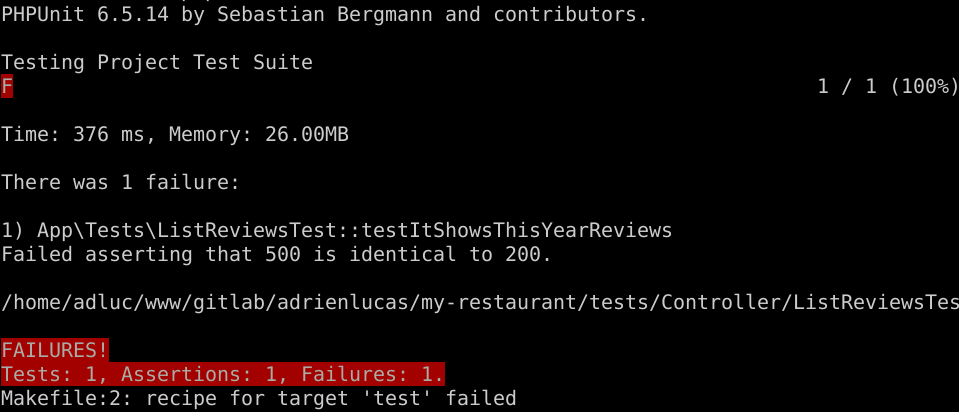 PHPUnit 6.5.14 by Sebastian Bergmann and contributors.
Testing Project Test Suite
F 1 / 1 (100%)
Time: 376 ms, Memory: 26.00MB
There was 1 failure:
1) App\Tests\ListReviewsTest::testItShowsThisYearReviews
Failed asserting that 500 is identical to 200.
/home/adluc/www/gitlab/adrienlucas/my-restaurant/tests/Controller/ListReviewsTes
FAILURES!
Tests: 1, Assertions: 1, Failures: 1.
Makefile:2: recipe for target 'test' failed